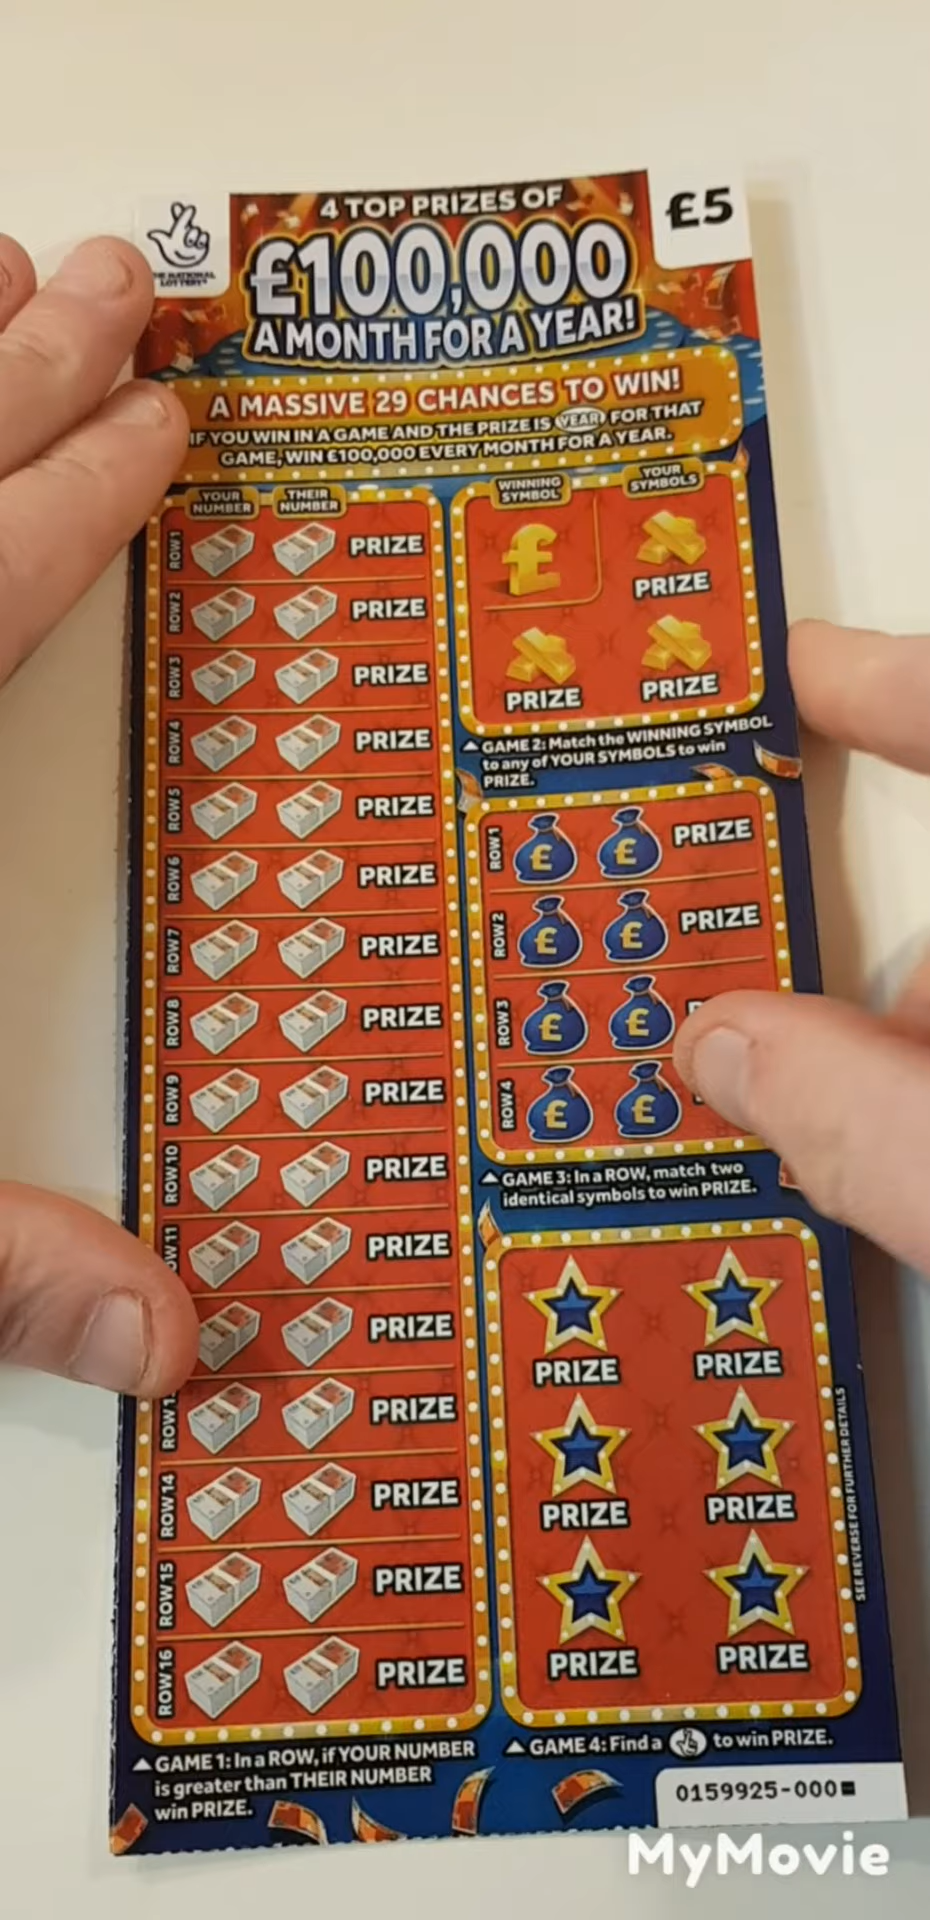 4 TOP PRIZES OF
£5
£100,000
A MONTH FOR A YEAR!
THE NATIONAL
LOTTERY®
A MASSIVE 29 CHANCES TO WIN!
IF YOU WIN IN A GAME AND THE PRIZE IS YEAR FOR THAT
GAME, WIN £100,000 EVERY MONTH FOR A YEAR.
YOUR NUMBER
THEIR NUMBER
ROW 1 PRIZE
ROW 2 PRIZE
ROW 3 PRIZE
ROW 4 PRIZE
ROW 5 PRIZE
ROW 6 PRIZE
ROW 7 PRIZE
ROW 8 PRIZE
ROW 9 PRIZE
ROW 10 PRIZE
ROW 11 PRIZE
PRIZE
ROW PRIZE
ROW 14 PRIZE
ROW 15 PRIZE
ROW 16 PRIZE
GAME 1: In a ROW, if YOUR NUMBER
is greater than THEIR NUMBER
win PRIZE.
WINNING SYMBOL
YOUR SYMBOLS
£
PRIZE
PRIZE PRIZE
GAME 2: Match the WINNING SYMBOL
to any of YOUR SYMBOLS to win
PRIZE.
ROW 1 £ £ PRIZE
ROW 2 £ £ PRIZE
ROW 3 £ £
ROW 4 £ £
GAME 3: In a ROW, match two
identical symbols to win PRIZE.
PRIZE PRIZE
PRIZE PRIZE
PRIZE PRIZE
SEE REVERSE FOR FURTHER DETAILS
GAME 4: Find a to win PRIZE.
0159925-000
MyMovie